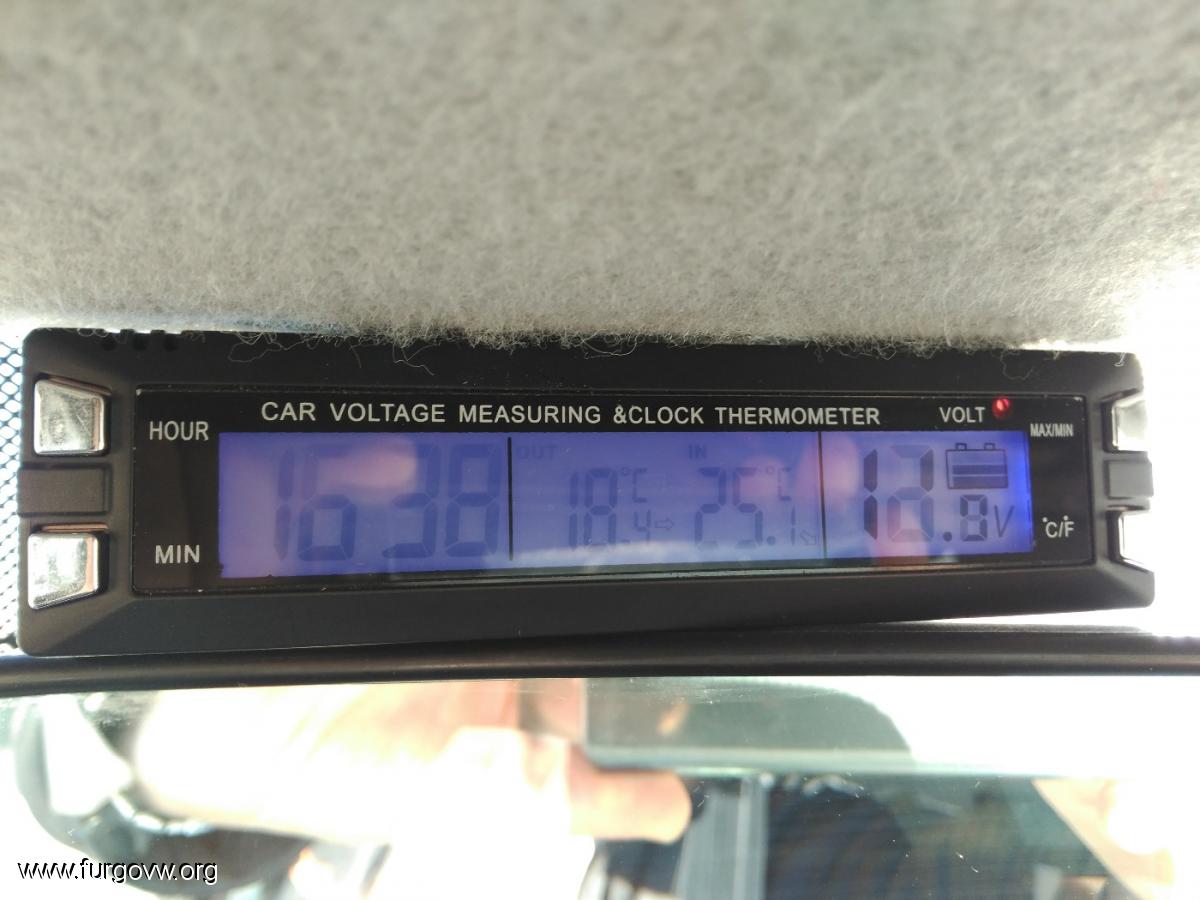 CAR VOLTAGE MEASURING &CLOCK THERMOMETER VOLT
HOUR
MAX/MIN
OUT IN
16 38 18.4 °C 25.1 °C 12.8V
MIN
°C/°F
www.furgovw.org